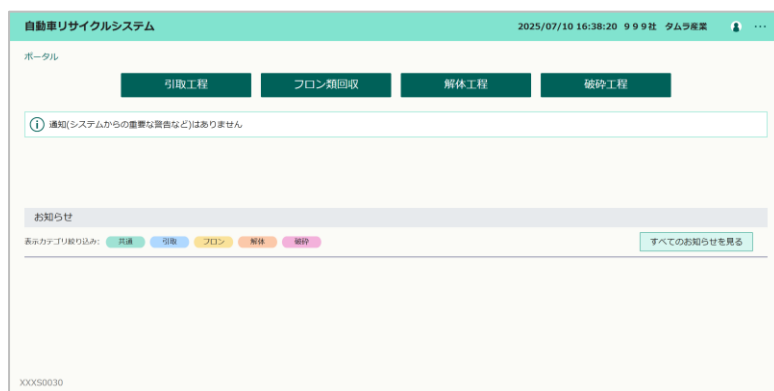 自動車リサイクルシステム 2025/07/10 16:38:20 999社 タムラ産業 …
ポータル
引取工程 フロン類回収 解体工程 破砕工程
通知(システムからの重要な警告など)はありません
お知らせ
表示カテゴリ絞り込み: 共通 引取 フロン 解体 破砕 すべてのお知らせを見る
XXXS0030